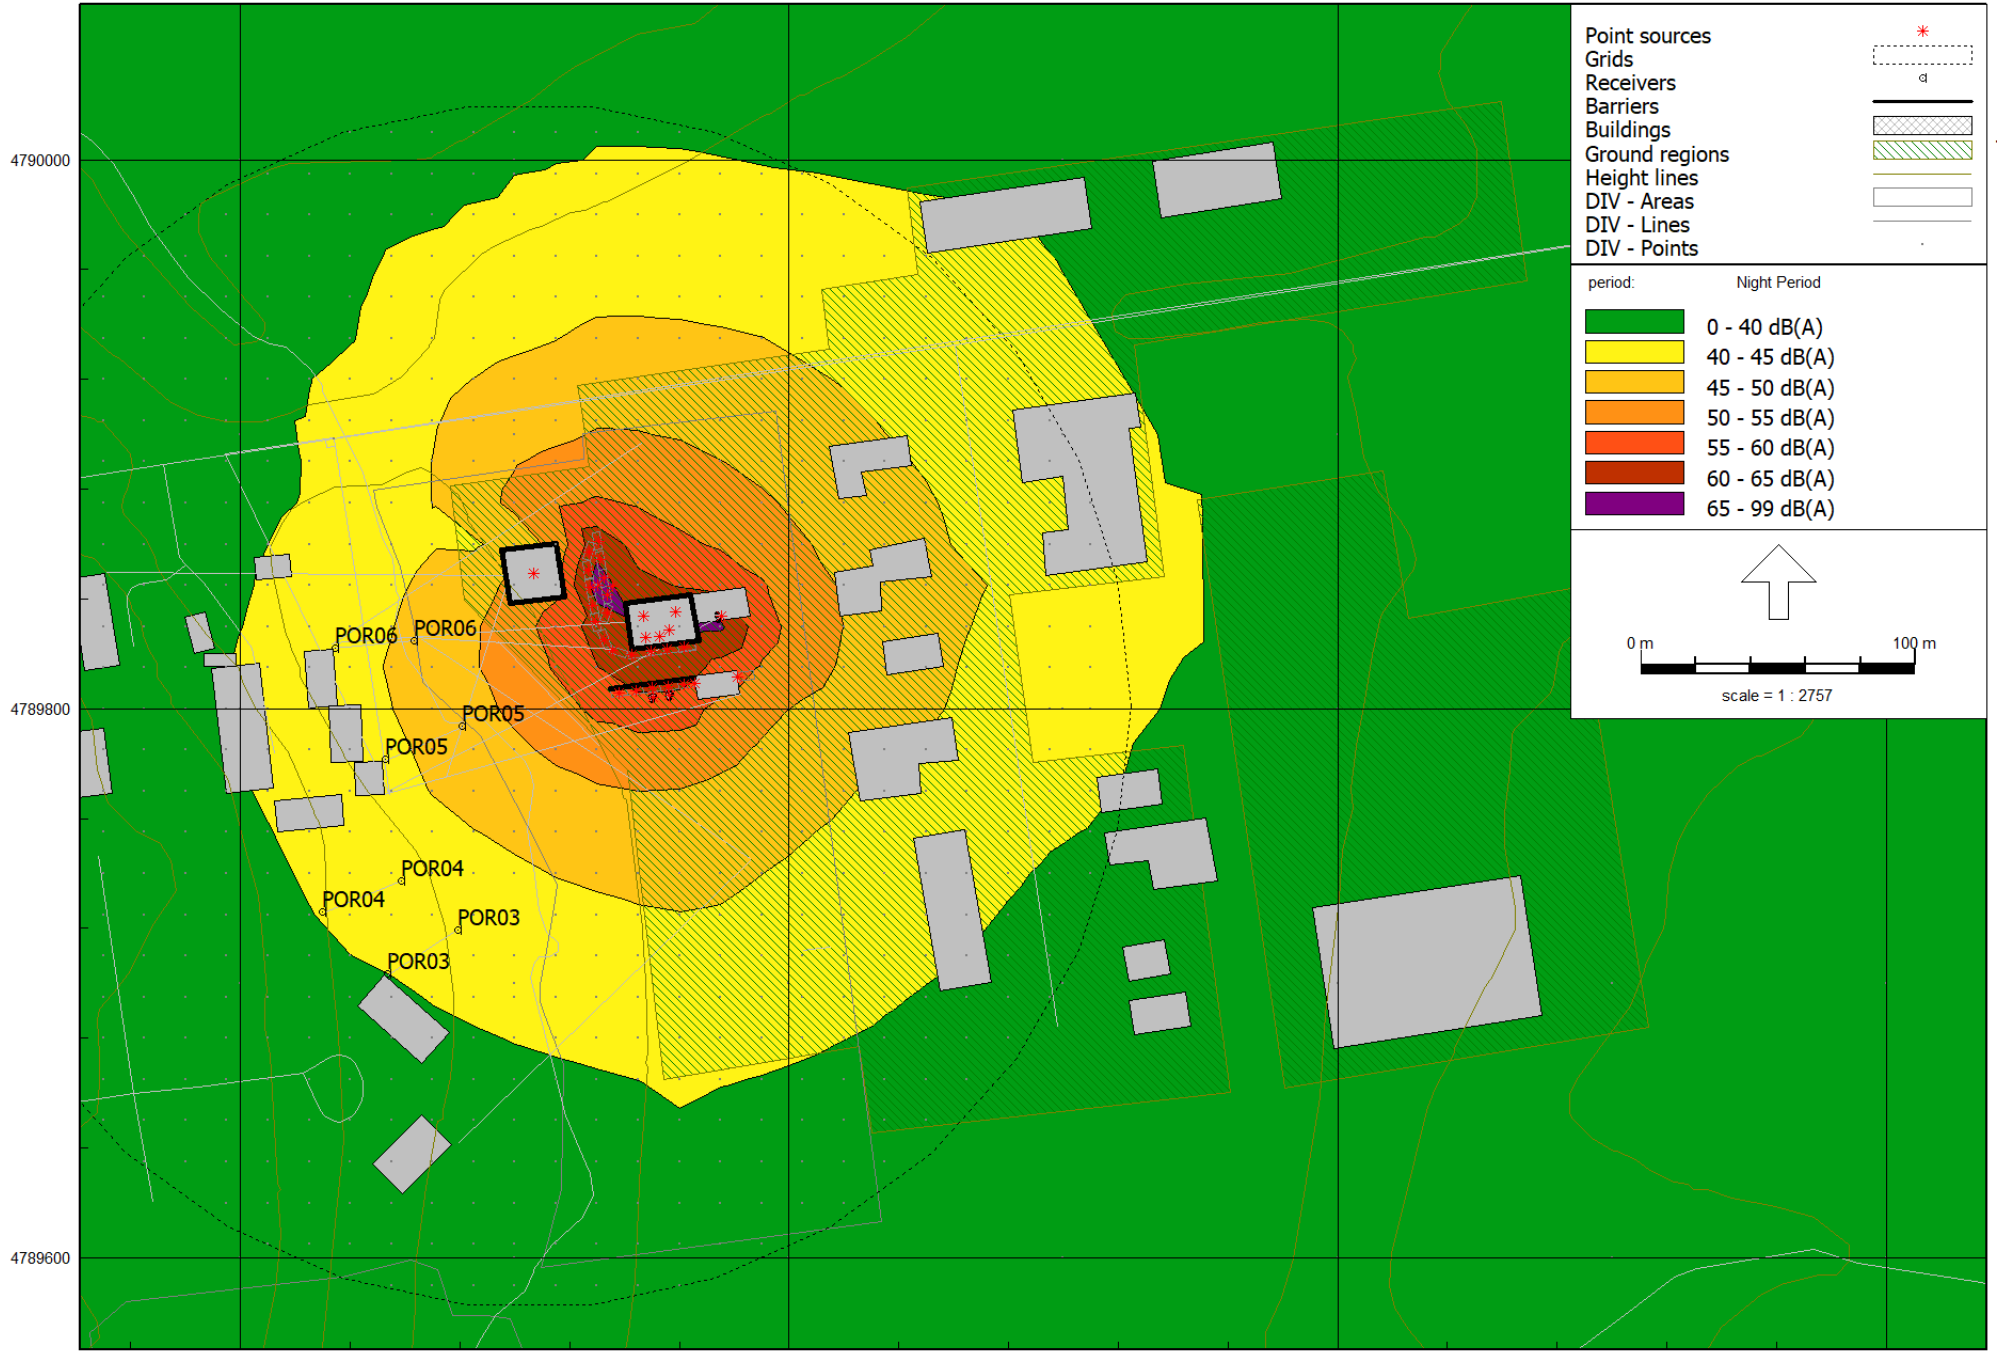 Point sources
Grids
Receivers
Barriers
Buildings
Ground regions
Height lines
DIV - Areas
DIV - Lines
DIV - Points
period: Night Period
0 - 40 dB(A)
40 - 45 dB(A)
45 - 50 dB(A)
50 - 55 dB(A)
55 - 60 dB(A)
60 - 65 dB(A)
65 - 99 dB(A)
0 m 100 m
scale = 1 : 2757
4790000
4789800
4789600
POR06 POR06
POR05
POR05
POR04
POR04
POR03
POR03